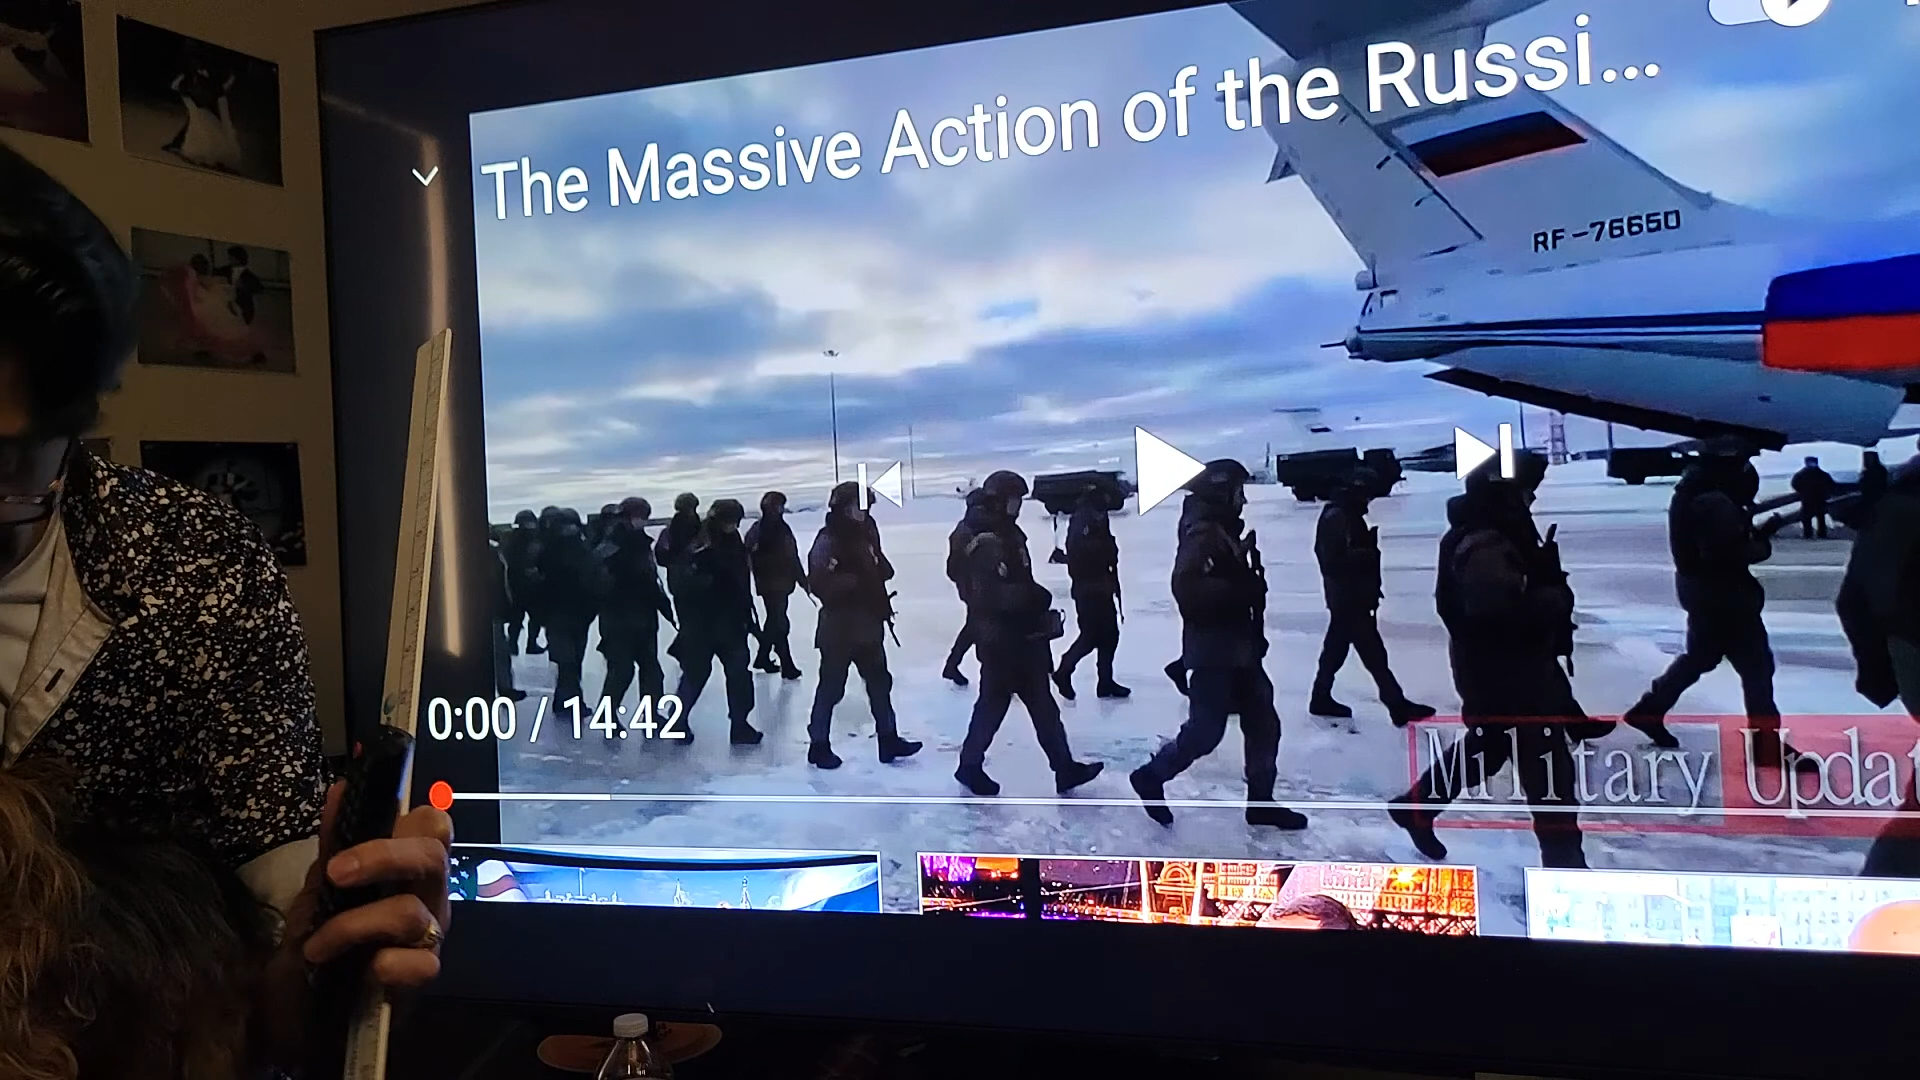 The Massive Action of the Russi...
RF-76650
0:00 / 14:42
Military Updat